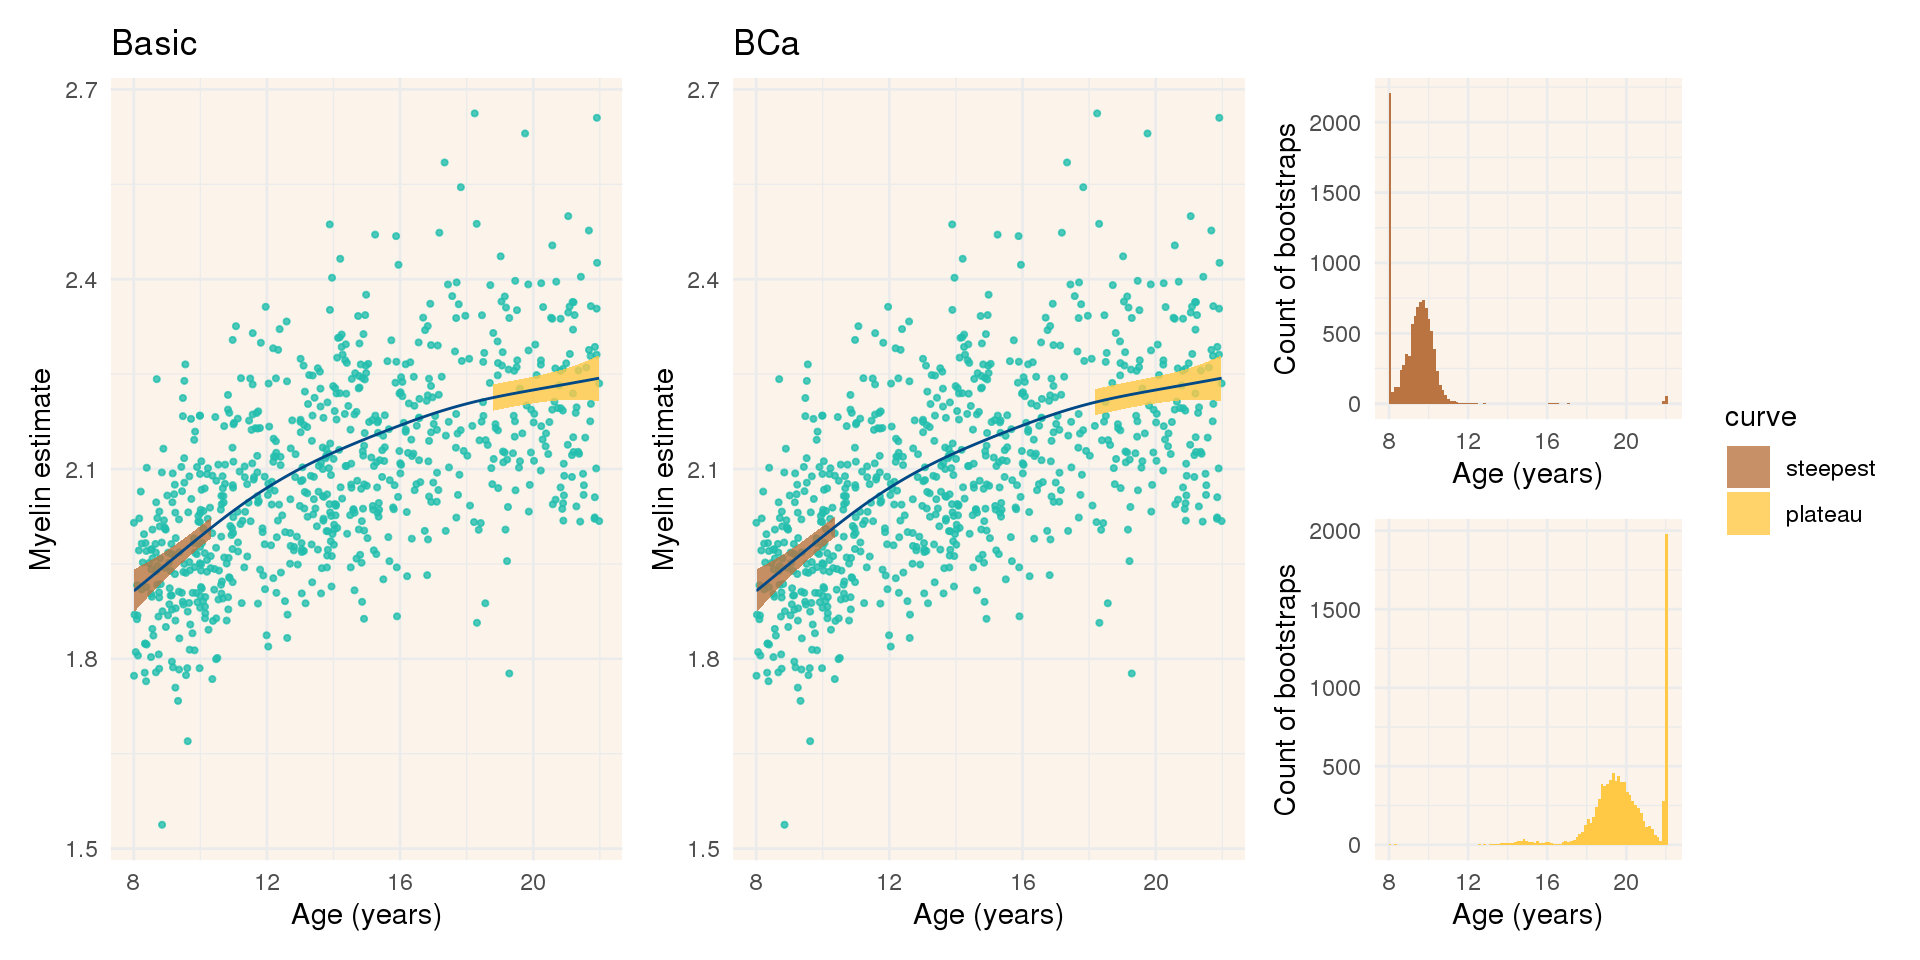 Basic
2.7
2.4
2.1
1.8
1.5
Myelin estimate
8 12 16 20
Age (years)
BCa
2.7
2.4
2.1
1.8
1.5
Myelin estimate
8 12 16 20
Age (years)
2000
1500
1000
500
0
Count of bootstraps
8 12 16 20
Age (years)
2000
1500
1000
500
0
Count of bootstraps
8 12 16 20
Age (years)
curve
steepest
plateau